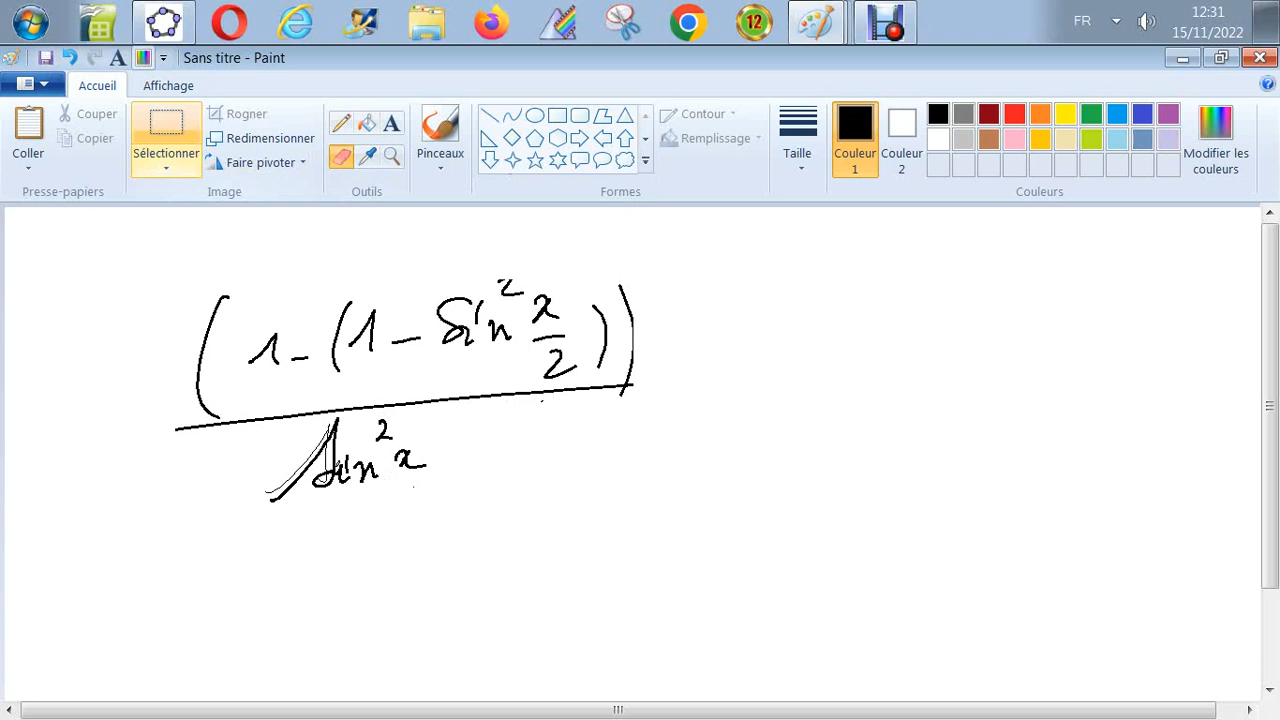 12
FR
12:31
15/11/2022
Sans titre - Paint
Accueil
Affichage
Coller
Couper
Copier
Presse-papiers
Sélectionner
Rogner
Redimensionner
Faire pivoter
Image
Outils
Pinceaux
Contour
Remplissage
Formes
Taille
Couleur 1
Couleur 2
Modifier les couleurs
Couleurs
(1 - (1 - sin² x/2))
sin² x